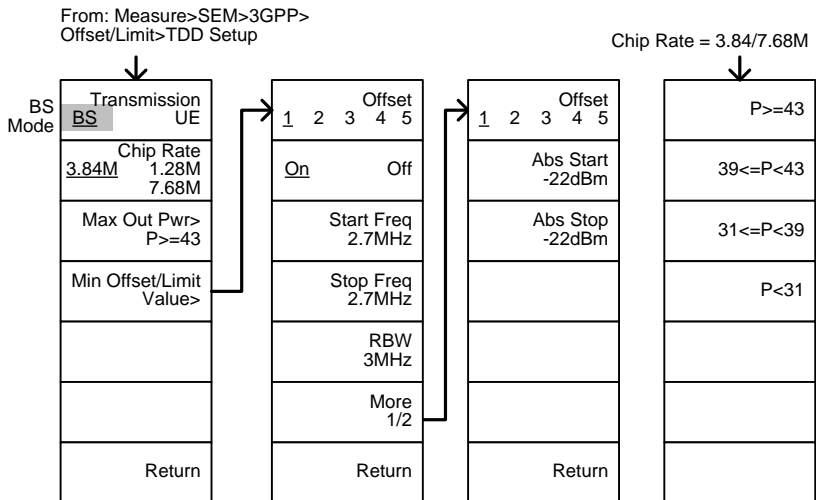 From: Measure>SEM>3GPP>
Offset/Limit>TDD Setup
Chip Rate = 3.84/7.68M
BS
Mode
Transmission
BS UE
Chip Rate
3.84M 1.28M
7.68M
Max Out Pwr>
P>=43
Min Offset/Limit
Value>
Return
Offset
1 2 3 4 5
On Off
Start Freq
2.7MHz
Stop Freq
2.7MHz
RBW
3MHz
More
1/2
Return
Offset
1 2 3 4 5
Abs Start
-22dBm
Abs Stop
-22dBm
Return
P>=43
39<=P<43
31<=P<39
P<31